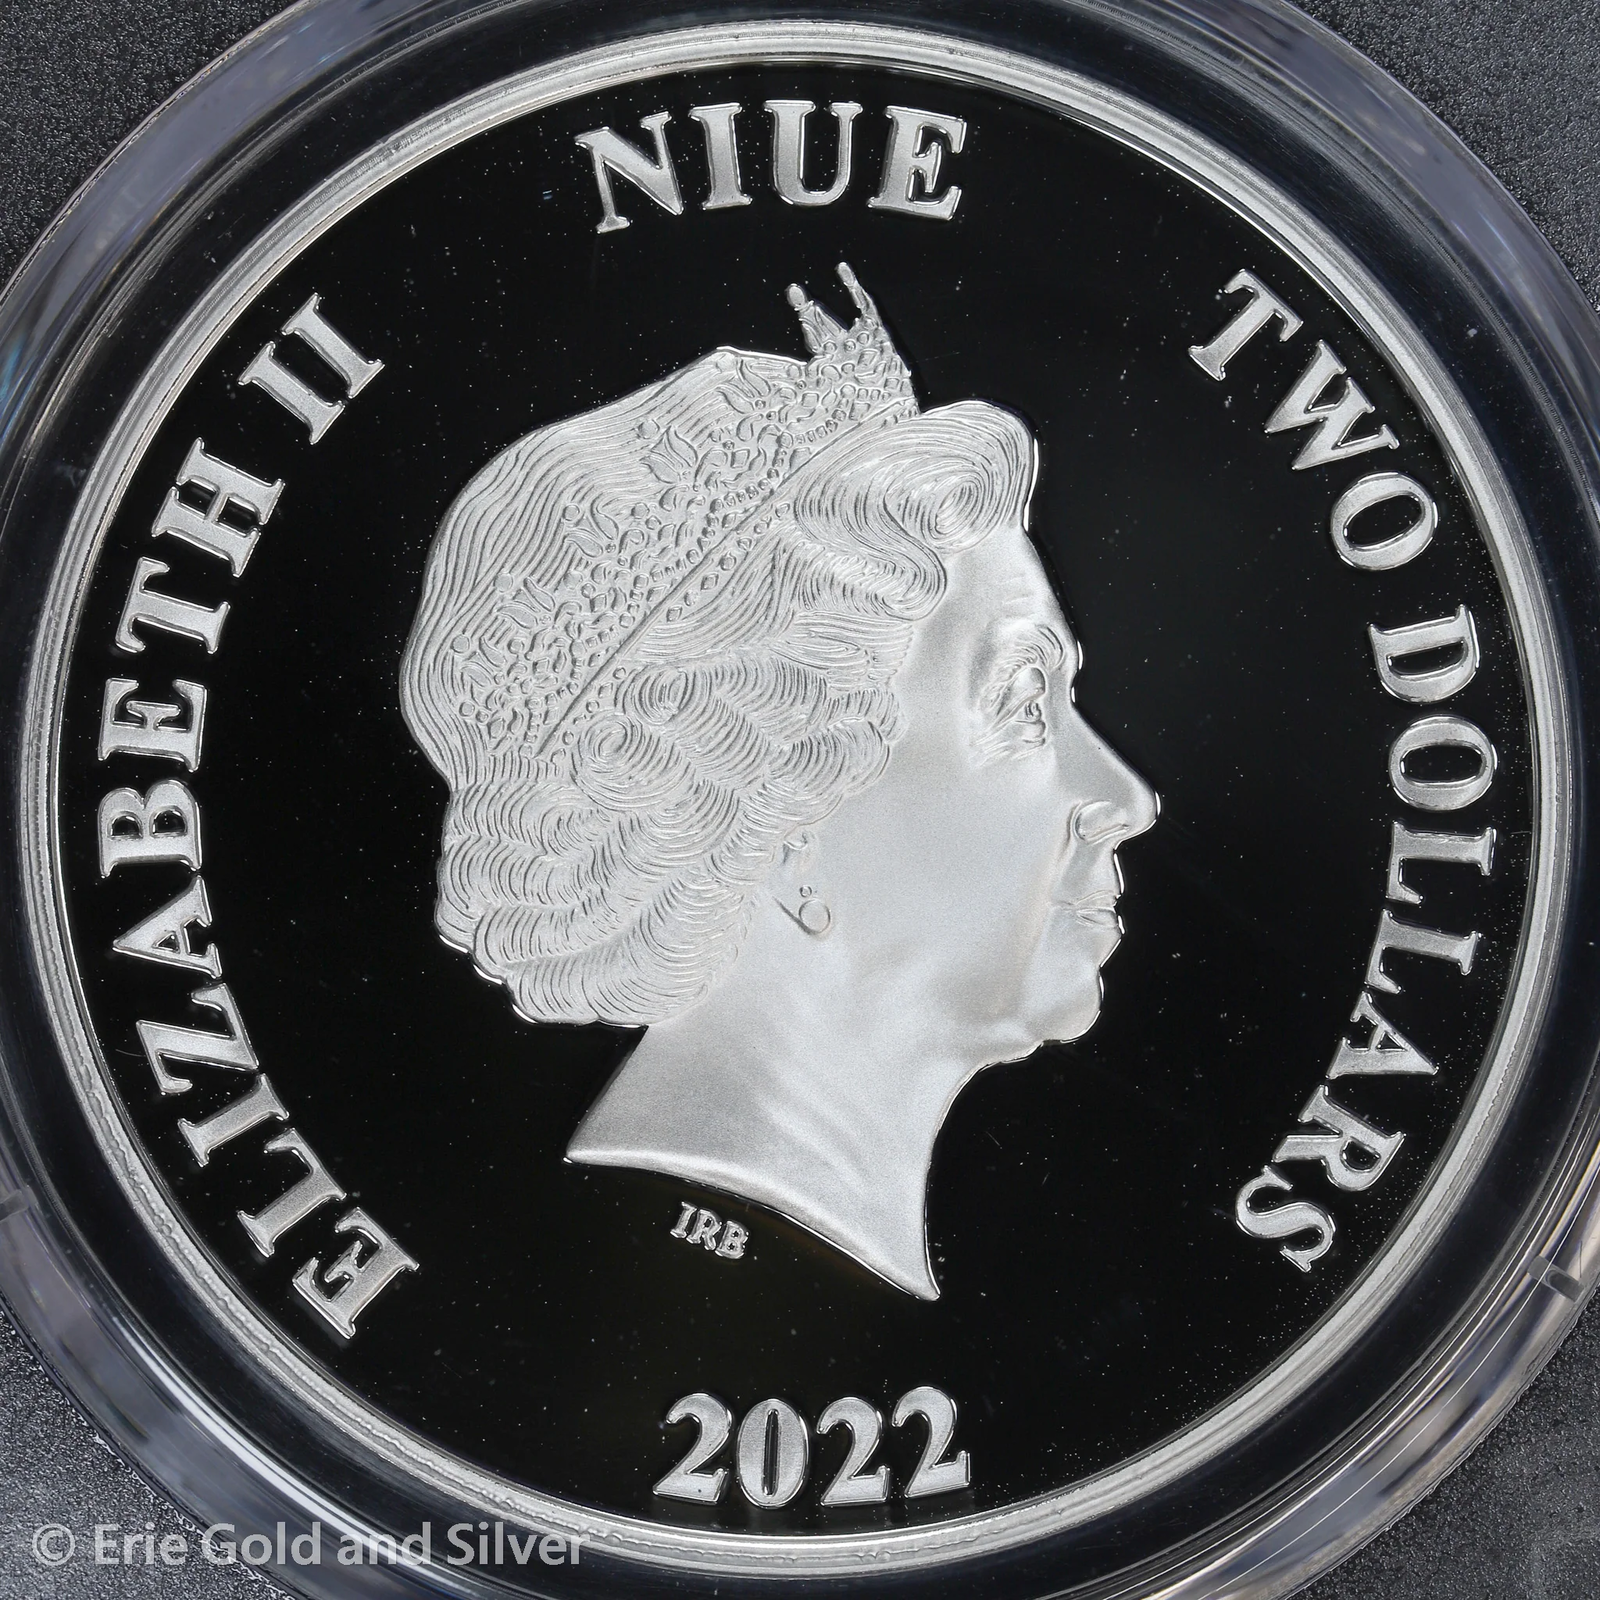 NIUE
ELIZABETH II
TWO DOLLARS
IRB
2022
© Erie Gold and Silver